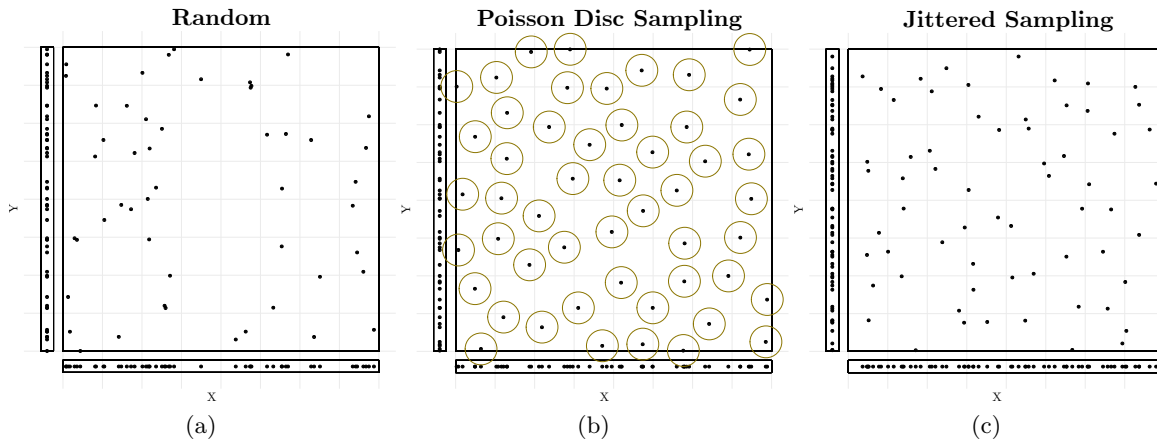 Random
Poisson Disc Sampling
Jittered Sampling
Y
Y
Y
X
X
X
(a)
(b)
(c)